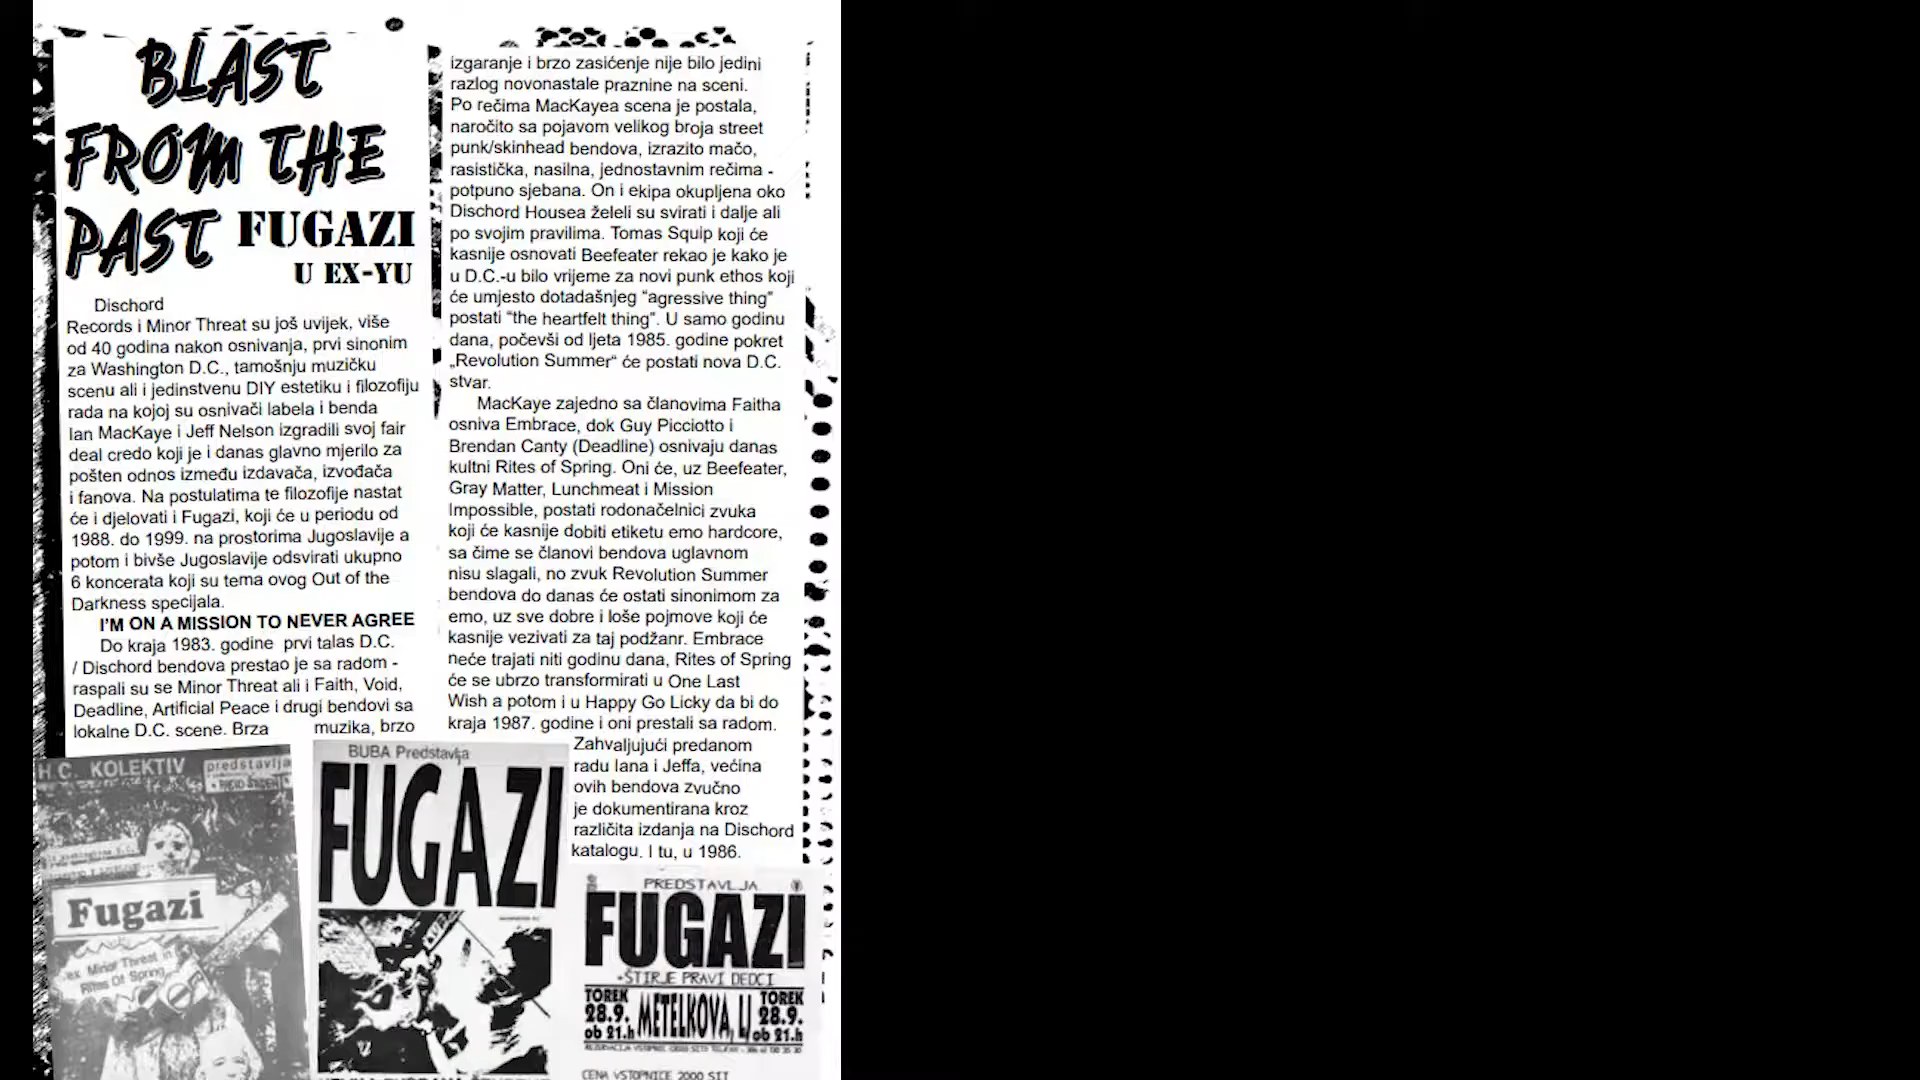 BLAST
FROM THE
PAST FUGAZI
U EX-YU
Dischord
Records i Minor Threat su još uvijek, više
od 40 godina nakon osnivanja, prvi sinonim
za Washington D.C., tamošnju muzičku
scenu ali i jedinstvenu DIY estetiku i filozofiju
rada na kojoj su osnivači labela i benda
Ian MacKaye i Jeff Nelson izgradili svoj fair
deal credo koji je i danas glavno mjerilo za
pošten odnos između izdavača, izvođača
i fanova. Na postulatima te filozofije nastat
će i djelovati i Fugazi, koji će u periodu od
1988. do 1999. na prostorima Jugoslavije a
potom i bivše Jugoslavije odsvirati ukupno
6 koncerata koji su tema ovog Out of the
Darkness specijala.
I'M ON A MISSION TO NEVER AGREE
Do kraja 1983. godine prvi talas D.C.
/ Dischord bendova prestao je sa radom -
raspali su se Minor Threat ali i Faith, Void,
Deadline, Artificial Peace i drugi bendovi sa
lokalne D.C. scene. Brza muzika, brzo
izgaranje i brzo zasićenje nije bilo jedini
razlog novonastale praznine na sceni.
Po rečima MacKayea scena je postala,
naročito sa pojavom velikog broja street
punk/skinhead bendova, izrazito mačo,
rasistička, nasilna, jednostavnim rečima -
potpuno sjebana. On i ekipa okupljena oko
Dischord Housea želeli su svirati i dalje ali
po svojim pravilima. Tomas Squip koji će
kasnije osnovati Beefeater rekao je kako je
u D.C.-u bilo vrijeme za novi punk ethos koji
će umjesto dotadašnjeg “agressive thing”
postati “the heartfelt thing”. U samo godinu
dana, počevši od ljeta 1985. godine pokret
„Revolution Summer“ će postati nova D.C.
stvar.
MacKaye zajedno sa članovima Faitha
osniva Embrace, dok Guy Picciotto i
Brendan Canty (Deadline) osnivaju danas
kultni Rites of Spring. Oni će, uz Beefeater,
Gray Matter, Lunchmeat i Mission
Impossible, postati rodonačelnici zvuka
koji će kasnije dobiti etiketu emo hardcore,
sa čime se članovi bendova uglavnom
nisu slagali, no zvuk Revolution Summer
bendova do danas će ostati sinonimom za
emo, uz sve dobre i loše pojmove koji će
kasnije vezivati za taj podžanr. Embrace
neće trajati niti godinu dana, Rites of Spring
će se ubrzo transformirati u One Last
Wish a potom i u Happy Go Licky da bi do
kraja 1987. godine i oni prestali sa radom.
Zahvaljujući predanom
radu Iana i Jeffa, većina
ovih bendova zvučno
je dokumentirana kroz
različita izdanja na Dischord
katalogu. I tu, u 1986.
H.C. KOLEKTIV
predstavlja
Fugazi
ex Minor Threat in
Rites Of Spring
BUBA Predstavlja
FUGAZI
PREDSTAVLJA
FUGAZI
+ŠTIRJE PRAVI DEDCI
TOREK
28.9.
ob 21.h
METELKOVA, LJ
TOREK
28.9.
ob 21.h
CENA VSTOPNICE 2000 SIT